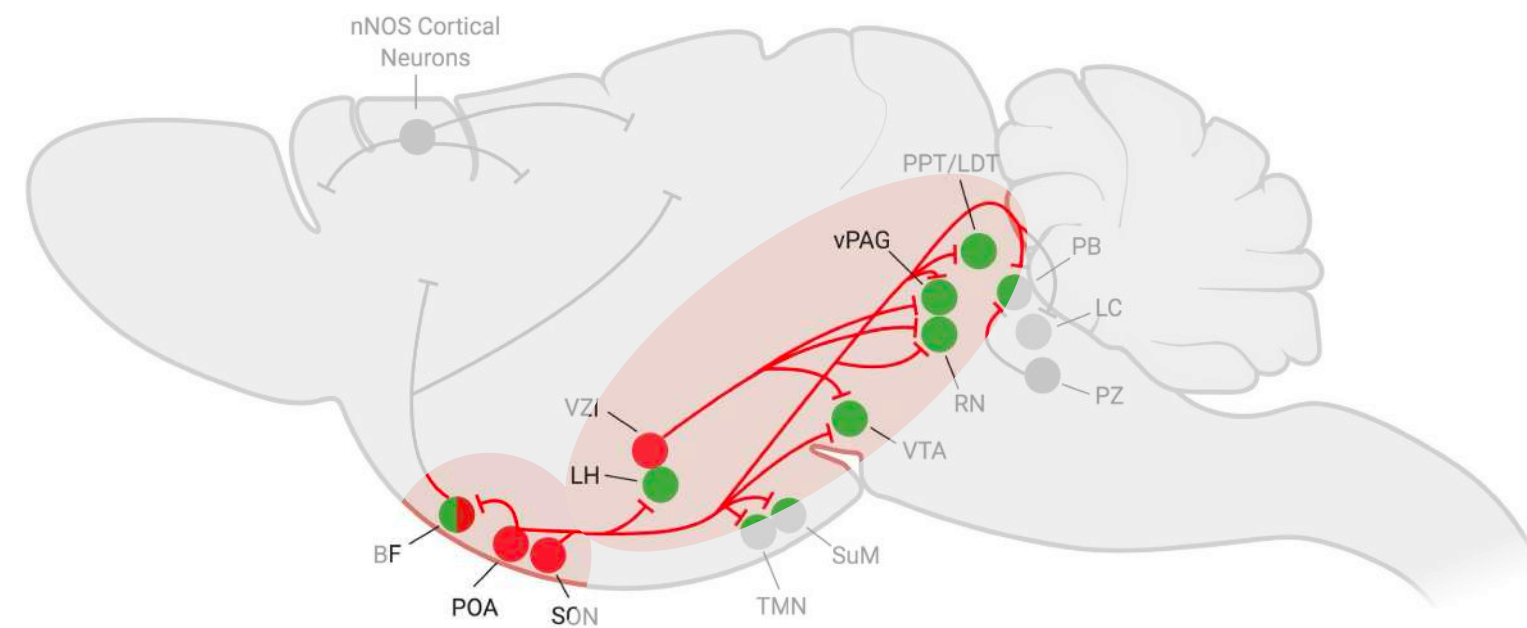 nNOS Cortical
Neurons
PPT/LDT
vPAG
PB
LC
PZ
RN
VZI
VTA
LH
BF
SuM
POA
SON
TMN